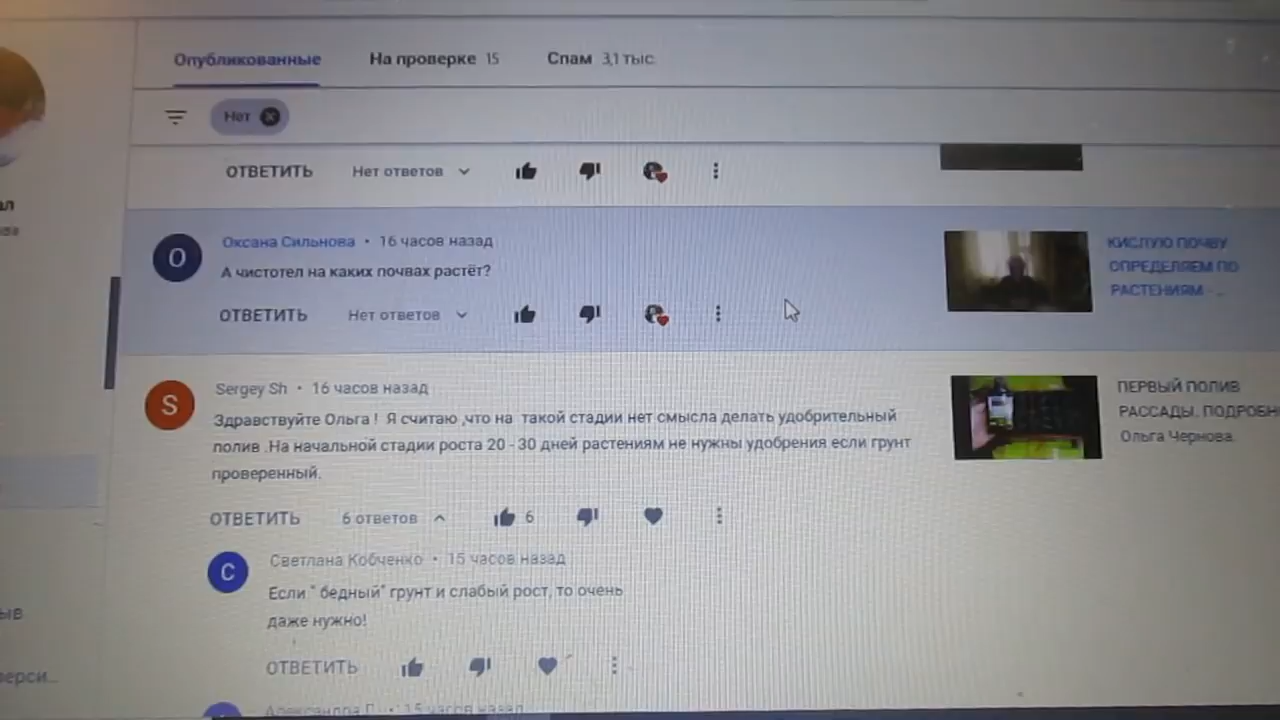 Опубликованные На проверке 15 Спам 3,1 тыс.
Нет
ОТВЕТИТЬ Нет ответов
Оксана Сильнова • 16 часов назад
А чистотел на каких почвах растёт?
ОТВЕТИТЬ Нет ответов
КИСЛУЮ ПОЧВУ
ОПРЕДЕЛЯЕМ ПО
РАСТЕНИЯМ - ...
S
Sergey Sh • 16 часов назад
Здравствуйте Ольга ! Я считаю ,что на такой стадии нет смысла делать удобрительный
полив .На начальной стадии роста 20 - 30 дней растениям не нужны удобрения если грунт
проверенный.
ПЕРВЫЙ ПОЛИВ
РАССАДЫ. ПОДРОБН
Ольга Чернова.
ОТВЕТИТЬ 6 ответов 6
С
Светлана Кобченко • 15 часов назад
Если " бедный" грунт и слабый рост, то очень
даже нужно!
ОТВЕТИТЬ
15 часов назад